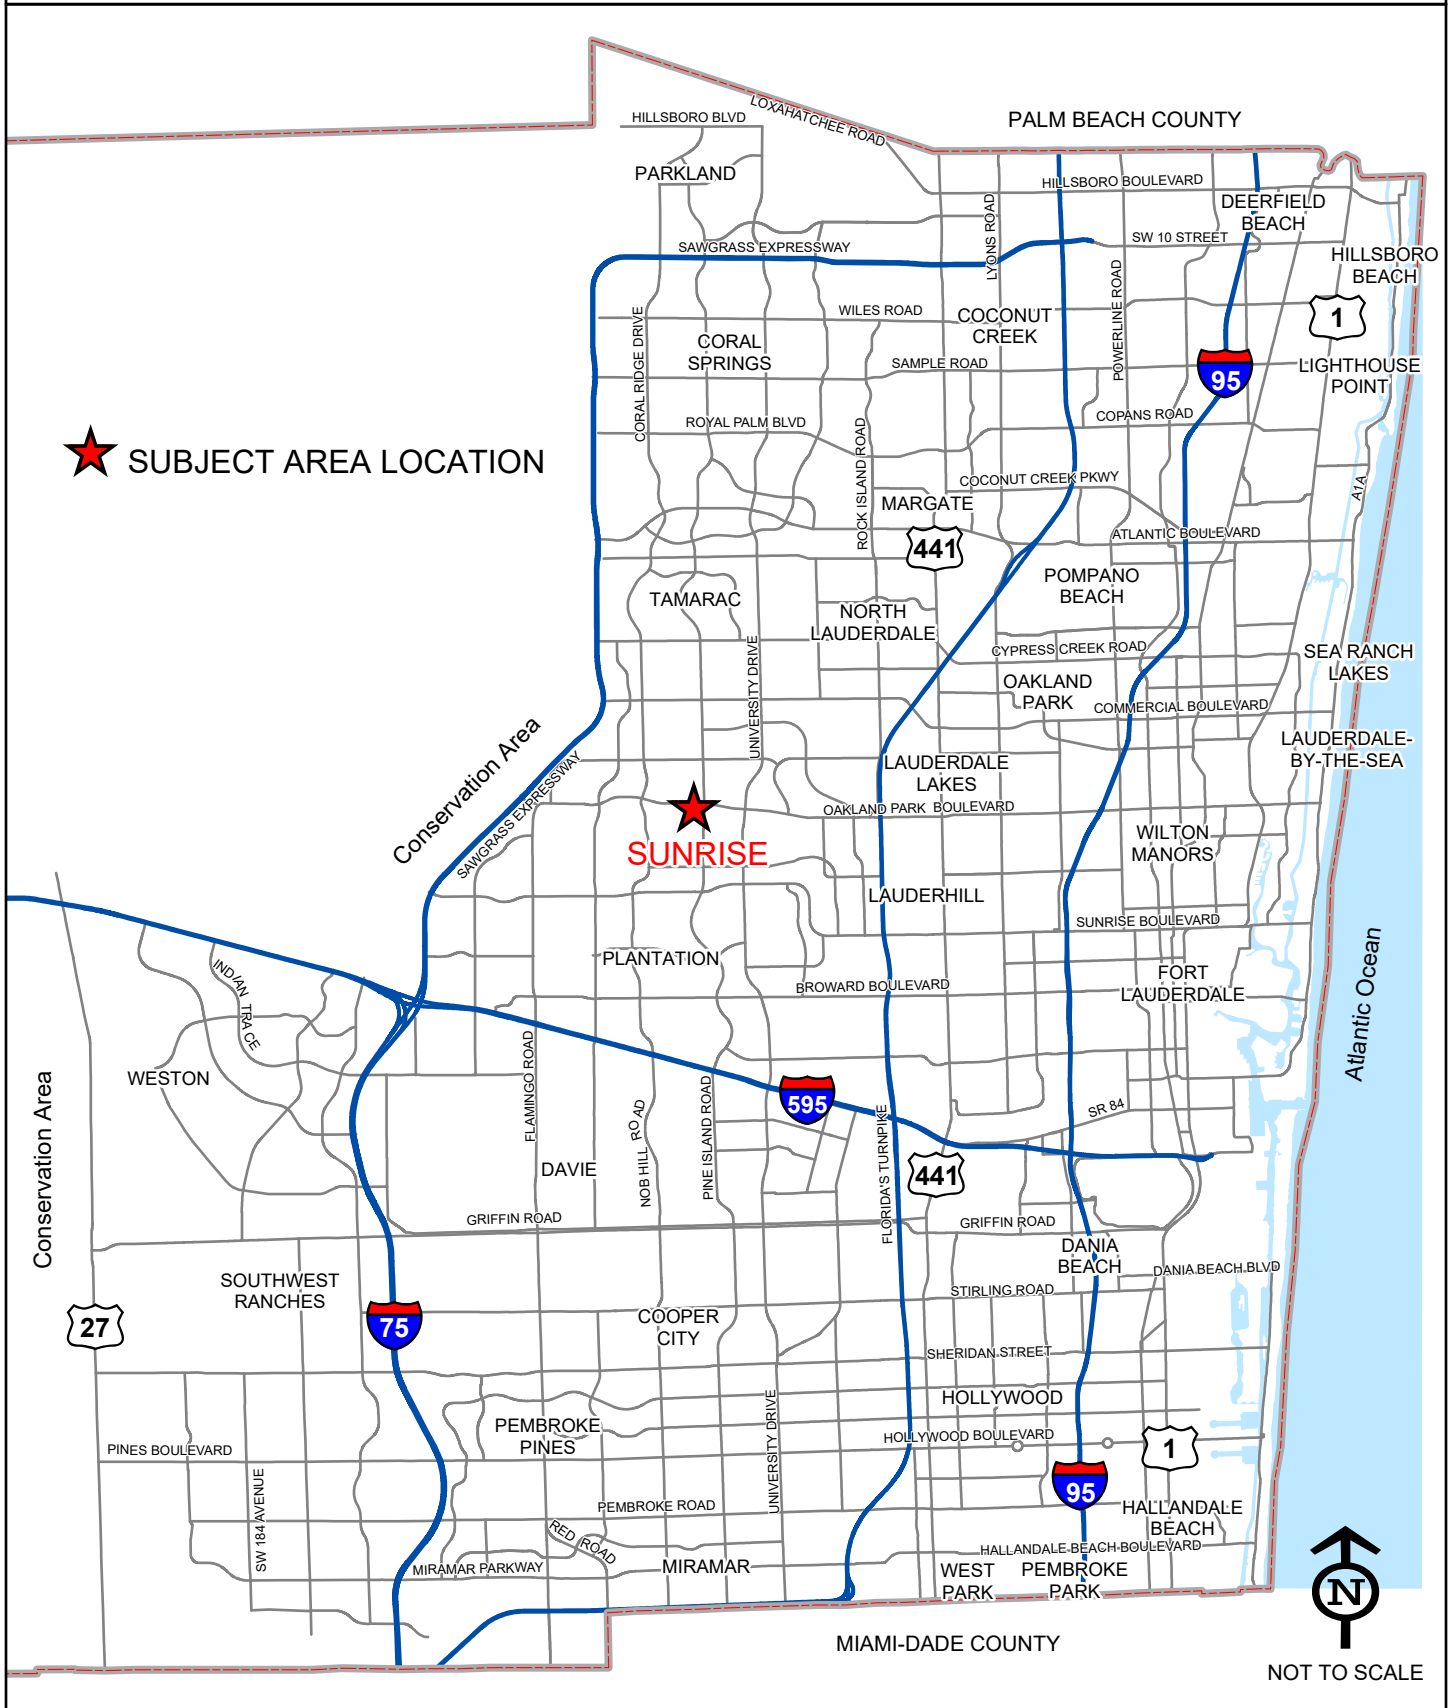 LOXAHATCHEE ROAD
HILLSBORO BLVD
PALM BEACH COUNTY
PARKLAND
HILLSBORO BOULEVARD
DEERFIELD
BEACH
LYONS ROAD
SAWGRASS EXPRESSWAY
SW 10 STREET
HILLSBORO
BEACH
POWERLINE ROAD
CORAL RIDGE DRIVE
WILES ROAD
COCONUT
CREEK
1
CORAL
SPRINGS
SAMPLE ROAD
95
LIGHTHOUSE
POINT
ROYAL PALM BLVD
COPANS ROAD
ROCK ISLAND ROAD
SUBJECT AREA LOCATION
COCONUT CREEK PKWY
A1A
MARGATE
441
ATLANTIC BOULEVARD
POMPANO
BEACH
TAMARAC
NORTH
LAUDERDALE
UNIVERSITY DRIVE
CYPRESS CREEK ROAD
SEA RANCH
LAKES
OAKLAND
PARK
COMMERCIAL BOULEVARD
Conservation Area
SAWGRASS EXPRESSWAY
LAUDERDALE-
BY-THE-SEA
LAUDERDALE
LAKES
OAKLAND PARK BOULEVARD
SUNRISE
WILTON
MANORS
LAUDERHILL
SUNRISE BOULEVARD
PLANTATION
BROWARD BOULEVARD
FORT
LAUDERDALE
Atlantic Ocean
INDIAN TRACE
WESTON
FLAMINGO ROAD
NOB HILL ROAD
PINE ISLAND ROAD
595
FLORIDA'S TURNPIKE
SR 84
Conservation Area
DAVIE
441
GRIFFIN ROAD
GRIFFIN ROAD
DANIA
BEACH
DANIA BEACH BLVD
SOUTHWEST
RANCHES
STIRLING ROAD
27
75
COOPER
CITY
SHERIDAN STREET
HOLLYWOOD
UNIVERSITY DRIVE
PEMBROKE
PINES
HOLLYWOOD BOULEVARD
1
PINES BOULEVARD
SW 184 AVENUE
95
PEMBROKE ROAD
HALLANDALE
BEACH
RED ROAD
HALLANDALE BEACH BOULEVARD
MIRAMAR PARKWAY
MIRAMAR
WEST
PARK
PEMBROKE
PARK
N
MIAMI-DADE COUNTY
NOT TO SCALE